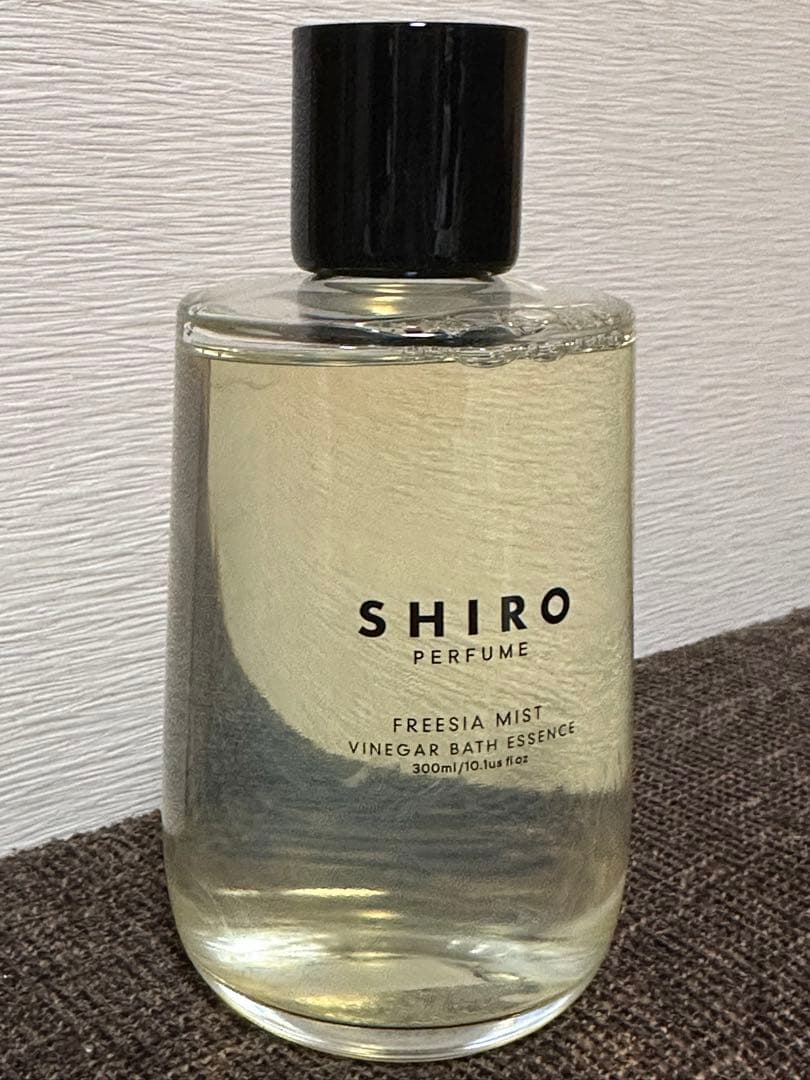 SHIRO
PERFUME
FREESIA MIST
VINEGAR BATH ESSENCE
300ml/10.1us fl oz